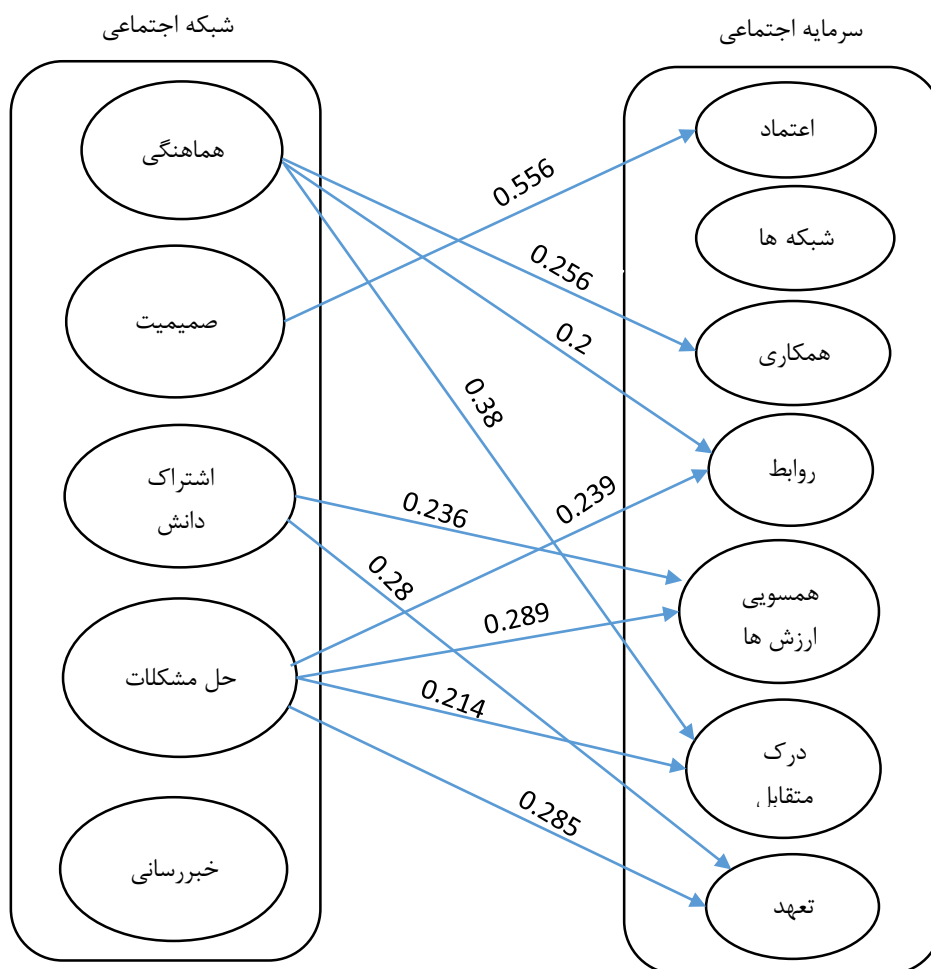 شبکه اجتماعی
سرمایه اجتماعی
هماهنگی
صمیمیت
اشتراک
دانش
حل مشکلات
خبررسانی
0.556
0.256
0.2
0.38
0.239
0.236
0.28
0.289
0.214
0.285
اعتماد
شبکه ها
همکاری
روابط
همسویی
ارزش ها
درک
متقابل
تعهد